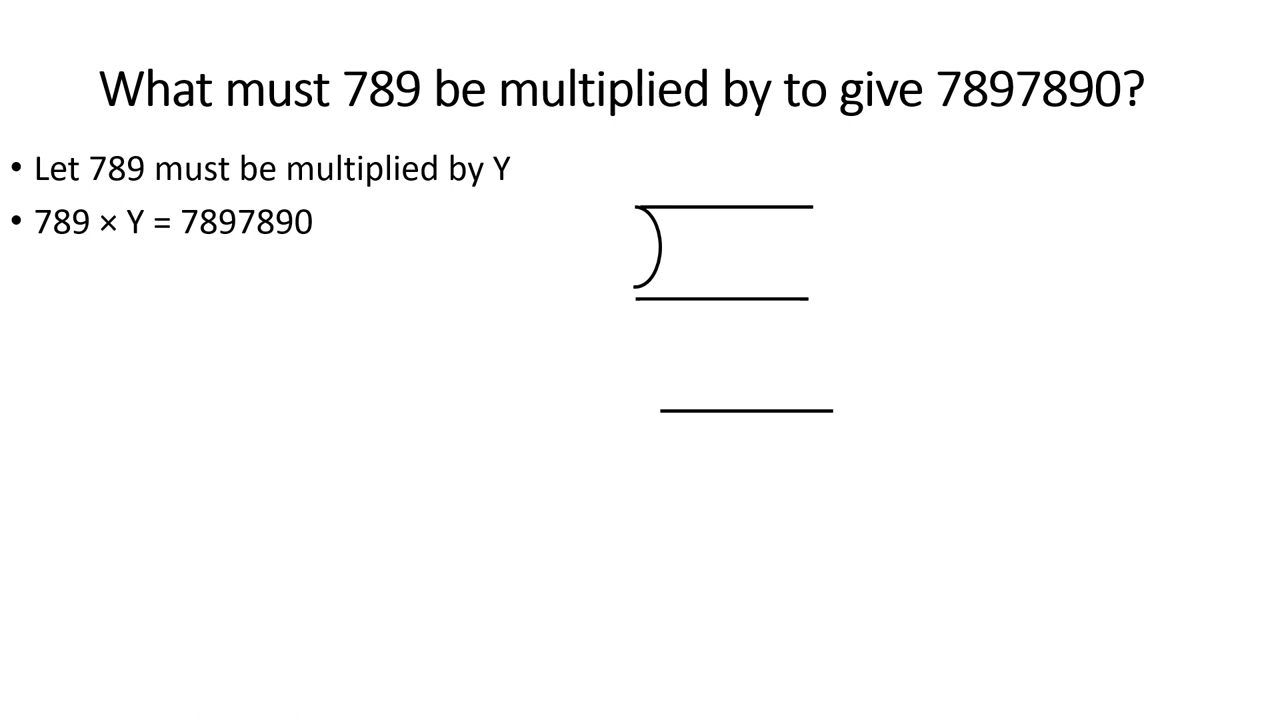 What must 789 be multiplied by to give 7897890?
• Let 789 must be multiplied by Y
• 789 × Y = 7897890